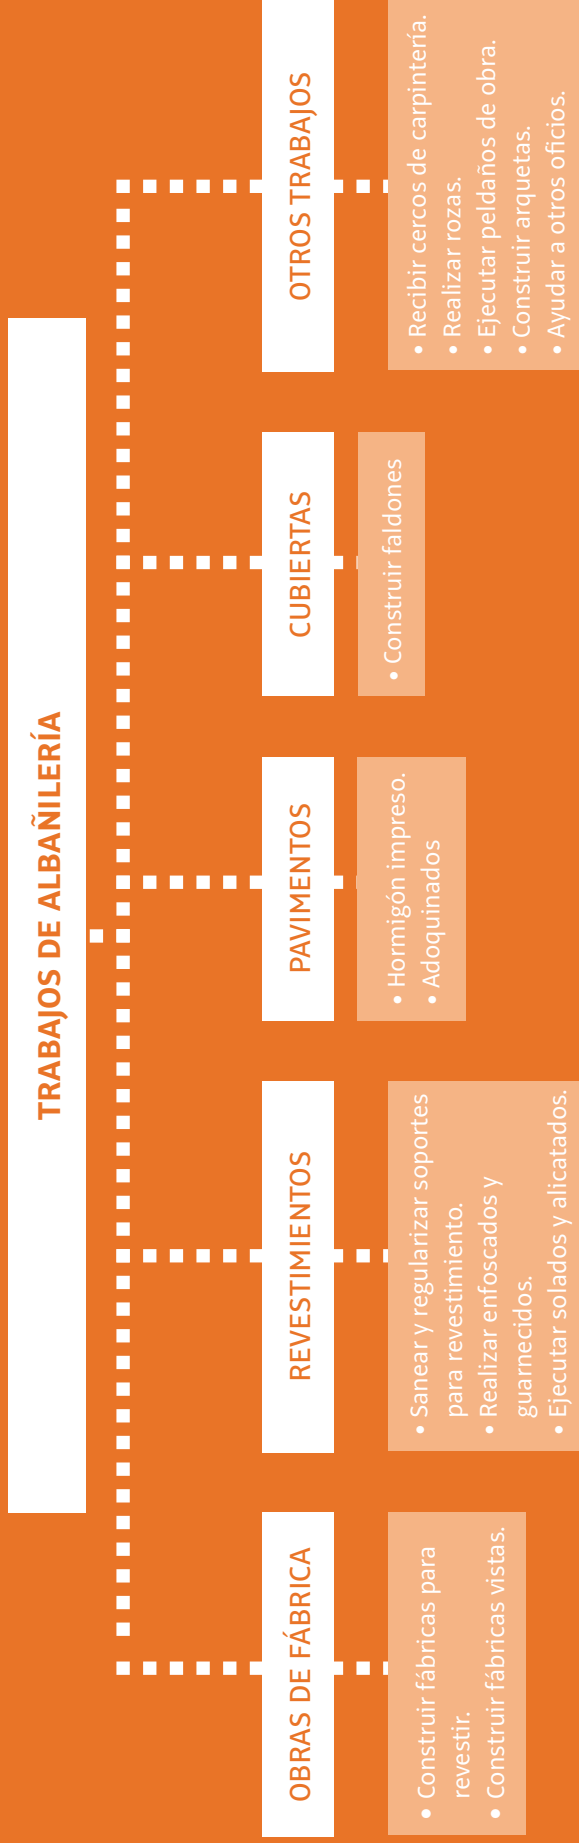 TRABAJOS DE ALBAÑILERÍA
OBRAS DE FÁBRICA
• Construir fábricas para
revestir.
• Construir fábricas vistas.
REVESTIMIENTOS
• Sanear y regularizar soportes
para revestimiento.
• Realizar enfoscados y
guarnecidos.
• Ejecutar solados y alicatados.
PAVIMENTOS
• Hormigón impreso.
• Adoquinados
CUBIERTAS
• Construir faldones
OTROS TRABAJOS
• Recibir cercos de carpintería.
• Realizar rozas.
• Ejecutar peldaños de obra.
• Construir arquetas.
• Ayudar a otros oficios.